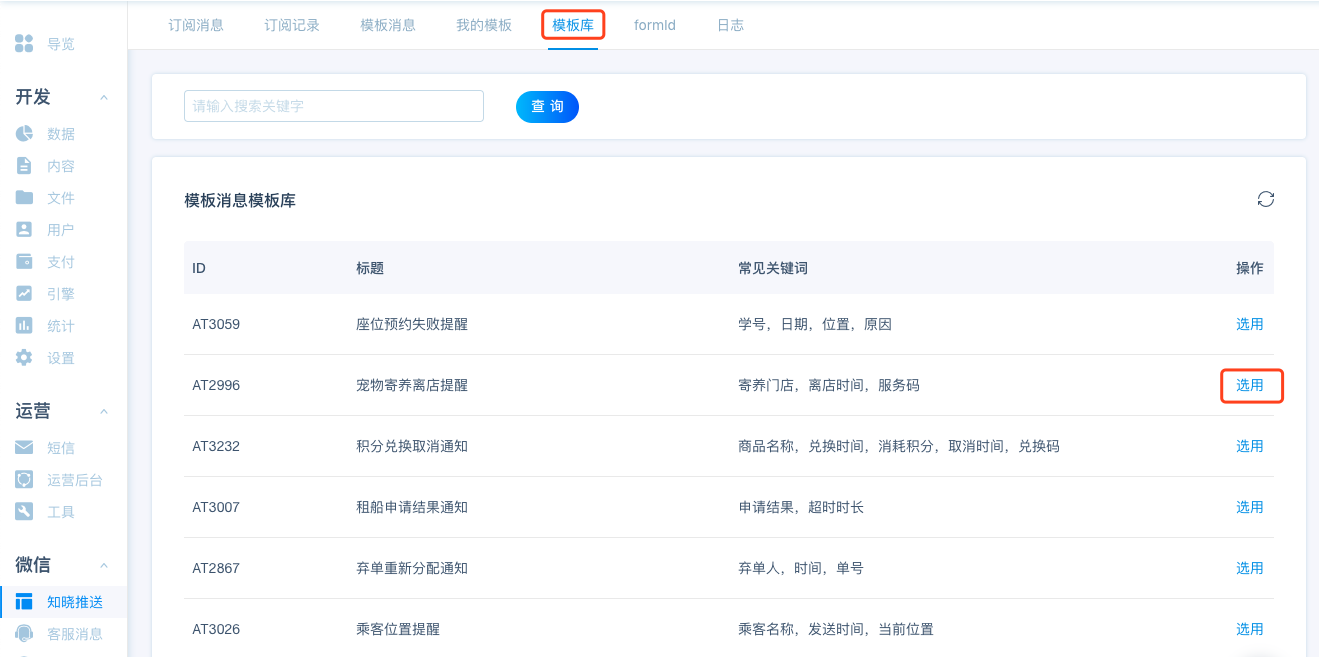 订阅消息 订阅记录 模板消息 我的模板 模板库 formId 日志
导览
开发
数据
内容
文件
用户
支付
引擎
统计
设置
运营
短信
运营后台
工具
微信
知晓推送
客服消息
请输入搜索关键字 查 询
模板消息模板库
ID 标题 常见关键词 操作
AT3059 座位预约失败提醒 学号，日期，位置，原因 选用
AT2996 宠物寄养离店提醒 寄养门店，离店时间，服务码 选用
AT3232 积分兑换取消通知 商品名称，兑换时间，消耗积分，取消时间，兑换码 选用
AT3007 租船申请结果通知 申请结果，超时时长 选用
AT2867 弃单重新分配通知 弃单人，时间，单号 选用
AT3026 乘客位置提醒 乘客名称，发送时间，当前位置 选用